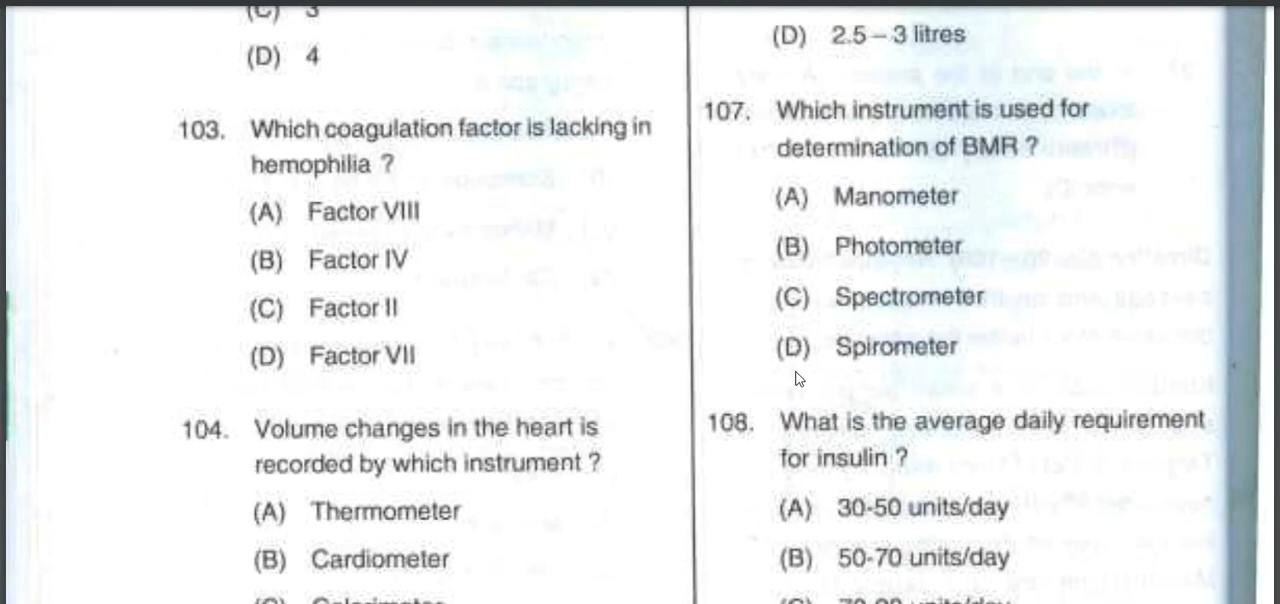 (C) 3
(D) 4
103. Which coagulation factor is lacking in
hemophilia ?
(A) Factor VIII
(B) Factor IV
(C) Factor II
(D) Factor VII
104. Volume changes in the heart is
recorded by which instrument ?
(A) Thermometer
(B) Cardiometer
(C) Colorimeter
(D) 2.5 – 3 litres
107. Which instrument is used for
determination of BMR ?
(A) Manometer
(B) Photometer
(C) Spectrometer
(D) Spirometer
108. What is the average daily requirement
for insulin ?
(A) 30-50 units/day
(B) 50-70 units/day